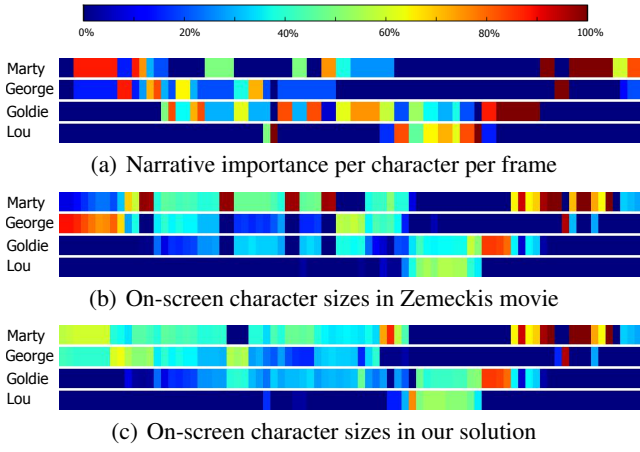 0% 20% 40% 60% 80% 100%
Marty
George
Goldie
Lou
(a) Narrative importance per character per frame
Marty
George
Goldie
Lou
(b) On-screen character sizes in Zemeckis movie
Marty
George
Goldie
Lou
(c) On-screen character sizes in our solution